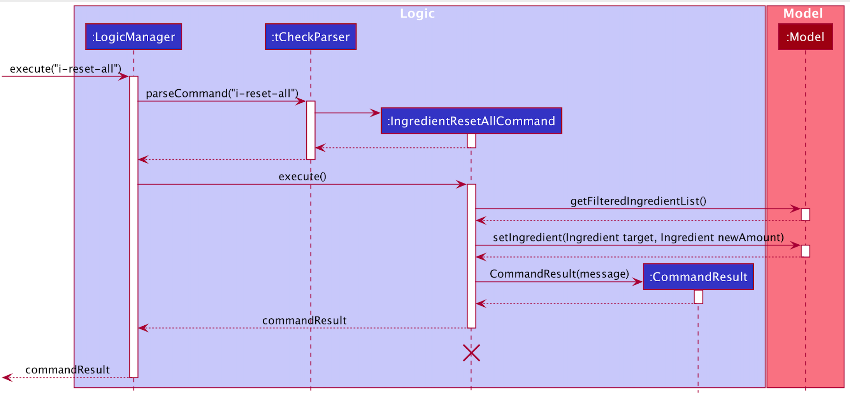 Logic
Model
:LogicManager
:tCheckParser
:Model
execute("i-reset-all")
parseCommand("i-reset-all")
:IngredientResetAllCommand
execute()
getFilteredIngredientList()
setIngredient(Ingredient target, Ingredient newAmount)
CommandResult(message)
:CommandResult
commandResult
commandResult